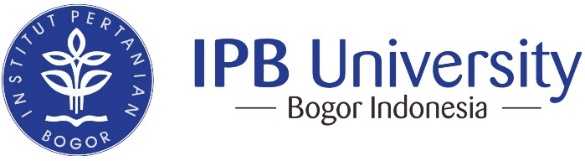 INSTITUT PERTANIAN
BOGOR
IPB University
Bogor Indonesia